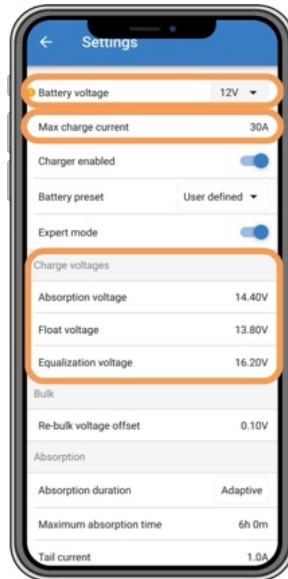 Settings
Battery voltage 12V
Max charge current 30A
Charger enabled
Battery preset User defined
Expert mode
Charge voltages
Absorption voltage 14.40V
Float voltage 13.80V
Equalization voltage 16.20V
Bulk
Re-bulk voltage offset 0.10V
Absorption
Absorption duration Adaptive
Maximum absorption time 6h 0m
Tail current 1.0A